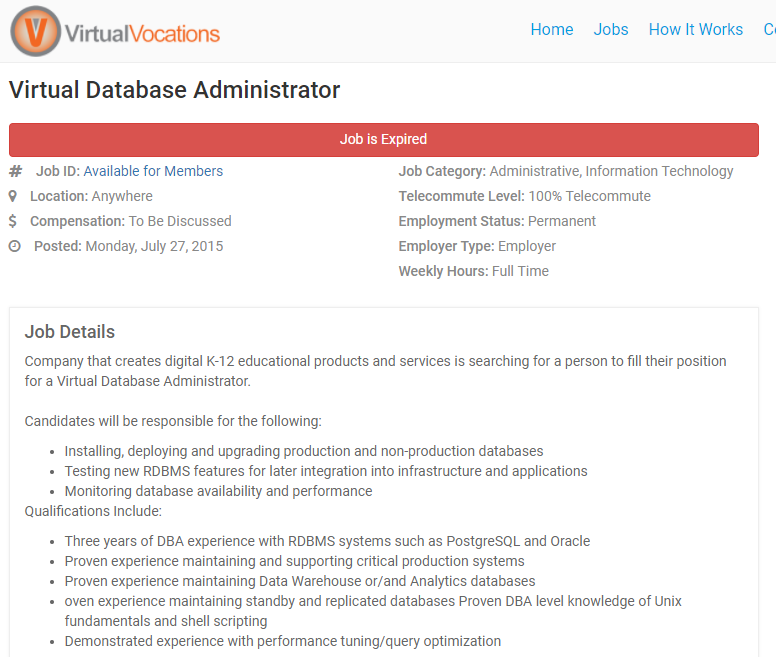 VirtualVocations
Home Jobs How It Works
Virtual Database Administrator
Job is Expired
# Job ID: Available for Members
Location: Anywhere
$ Compensation: To Be Discussed
Posted: Monday, July 27, 2015
Job Category: Administrative, Information Technology
Telecommute Level: 100% Telecommute
Employment Status: Permanent
Employer Type: Employer
Weekly Hours: Full Time
Job Details
Company that creates digital K-12 educational products and services is searching for a person to fill their position
for a Virtual Database Administrator.
Candidates will be responsible for the following:
• Installing, deploying and upgrading production and non-production databases
• Testing new RDBMS features for later integration into infrastructure and applications
• Monitoring database availability and performance
Qualifications Include:
• Three years of DBA experience with RDBMS systems such as PostgreSQL and Oracle
• Proven experience maintaining and supporting critical production systems
• Proven experience maintaining Data Warehouse or/and Analytics databases
• oven experience maintaining standby and replicated databases Proven DBA level knowledge of Unix
fundamentals and shell scripting
• Demonstrated experience with performance tuning/query optimization